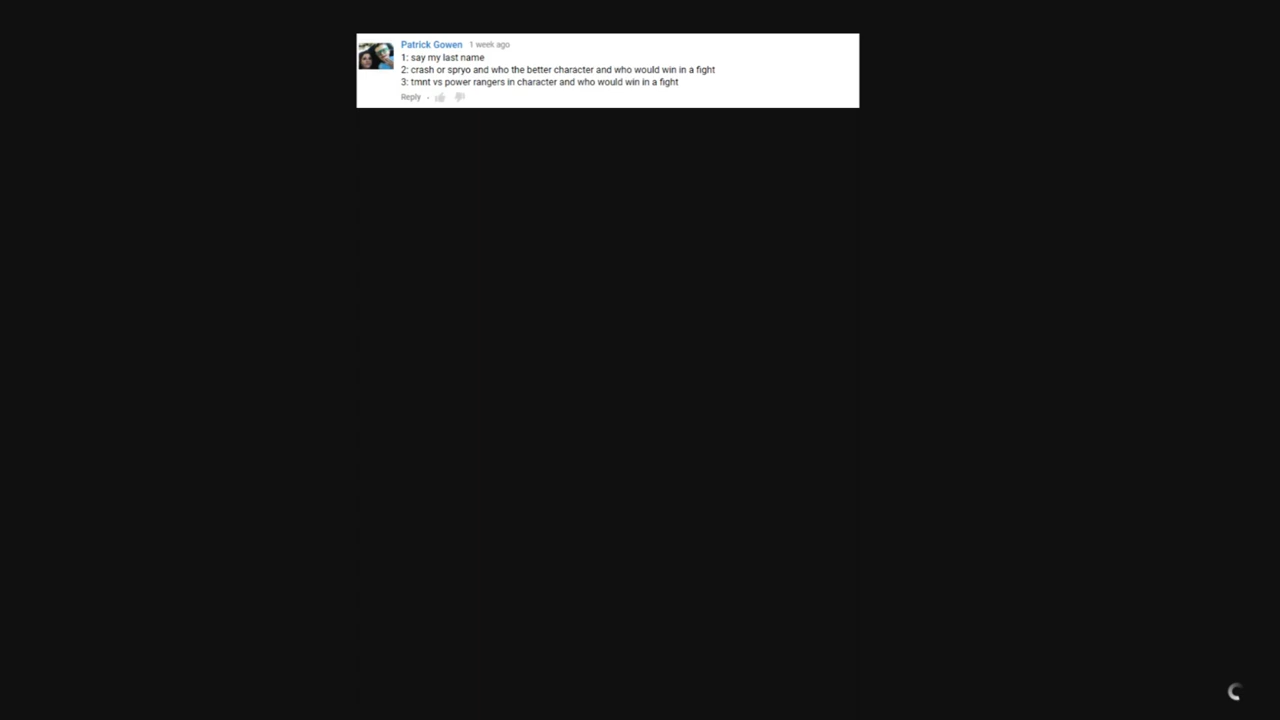 Patrick Gowen 1 week ago
1: say my last name
2: crash or spryo and who the better character and who would win in a fight
3: tmnt vs power rangers in character and who would win in a fight
Reply ·